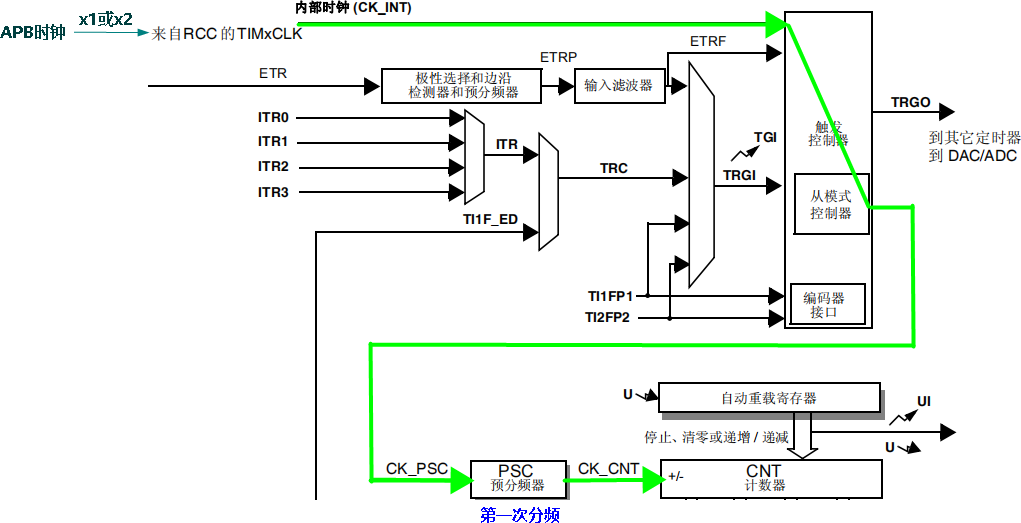 内部时钟 (CK_INT)
x1或x2
APB时钟
来自RCC 的 TIMxCLK
ETR
极性选择和边沿
检测器和预分频器
ETRP
输入滤波器
ETRF
ITR0
ITR1
ITR2
ITR3
ITR
TI1F_ED
TRC
TGI
TRGI
触发
控制器
从模式
控制器
编码器
接口
TRGO
到其它定时器
到 DAC/ADC
TI1FP1
TI2FP2
U
自动重载寄存器
UI
停止、清零或递增 / 递减
U
CK_PSC
PSC
预分频器
CK_CNT
+/-
CNT
计数器
第一次分频